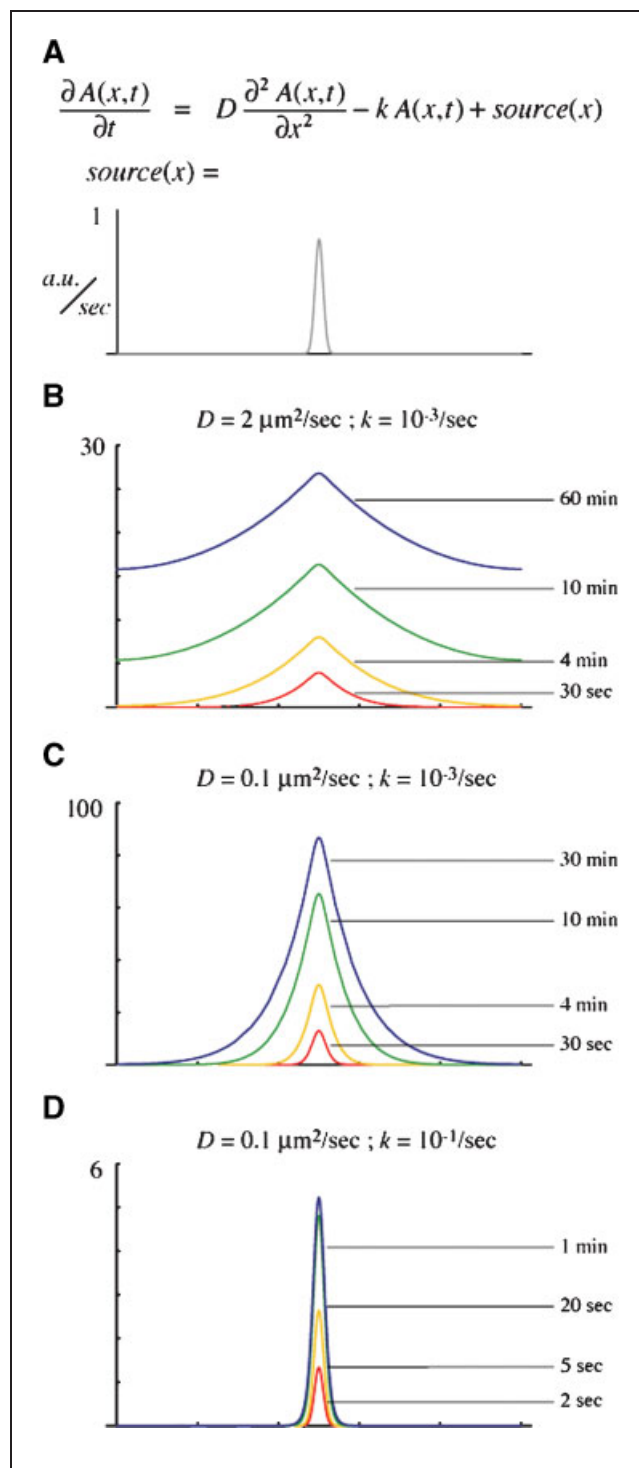 A
∂A(x,t)/∂t = D ∂²A(x,t)/∂x² − k A(x,t) + source(x)
source(x) =
1
a.u./sec
B
D = 2 μm²/sec ; k = 10⁻³/sec
30
60 min
10 min
4 min
30 sec
C
D = 0.1 μm²/sec ; k = 10⁻³/sec
100
30 min
10 min
4 min
30 sec
D
D = 0.1 μm²/sec ; k = 10⁻¹/sec
6
1 min
20 sec
5 sec
2 sec